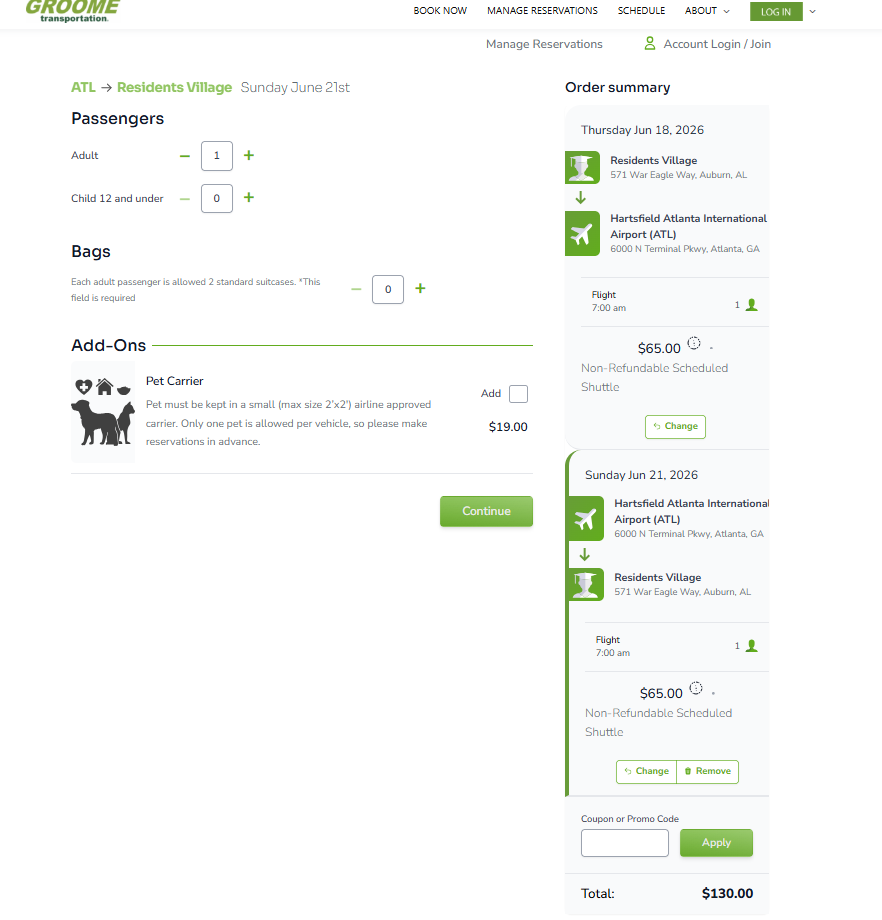 GROOME
transportation.
BOOK NOW
MANAGE RESERVATIONS
SCHEDULE
ABOUT
LOG IN
Manage Reservations
Account Login / Join
ATL → Residents Village Sunday June 21st
Passengers
Adult
− 1 +
Child 12 and under
− 0 +
Bags
Each adult passenger is allowed 2 standard suitcases. *This
field is required
− 0 +
Add-Ons
Pet Carrier
Pet must be kept in a small (max size 2'x2') airline approved
carrier. Only one pet is allowed per vehicle, so please make
reservations in advance.
Add
$19.00
Continue
Order summary
Thursday Jun 18, 2026
Residents Village
571 War Eagle Way, Auburn, AL
Hartsfield Atlanta International
Airport (ATL)
6000 N Terminal Pkwy, Atlanta, GA
Flight
7:00 am
1
$65.00 -
Non-Refundable Scheduled
Shuttle
Change
Sunday Jun 21, 2026
Hartsfield Atlanta International
Airport (ATL)
6000 N Terminal Pkwy, Atlanta, GA
Residents Village
571 War Eagle Way, Auburn, AL
Flight
7:00 am
1
$65.00 -
Non-Refundable Scheduled
Shuttle
Change
Remove
Coupon or Promo Code
Apply
Total: $130.00